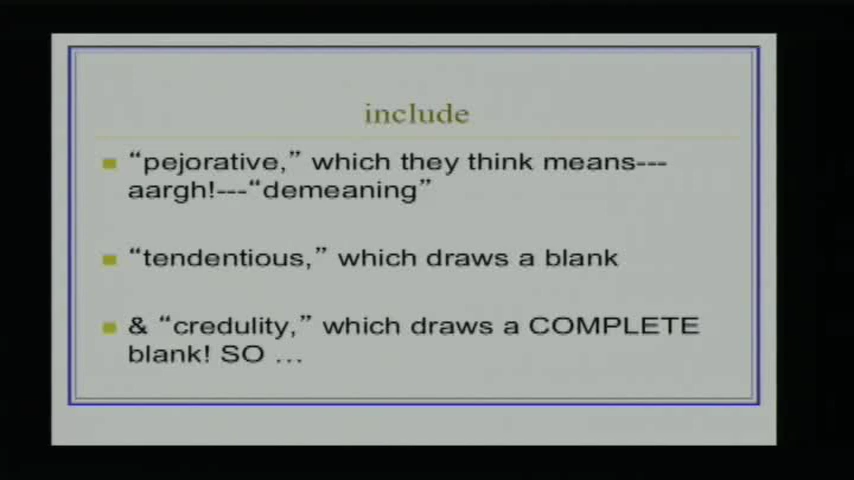 include
“pejorative,” which they think means---
aargh!---“demeaning”
“tendentious,” which draws a blank
& “credulity,” which draws a COMPLETE
blank! SO …